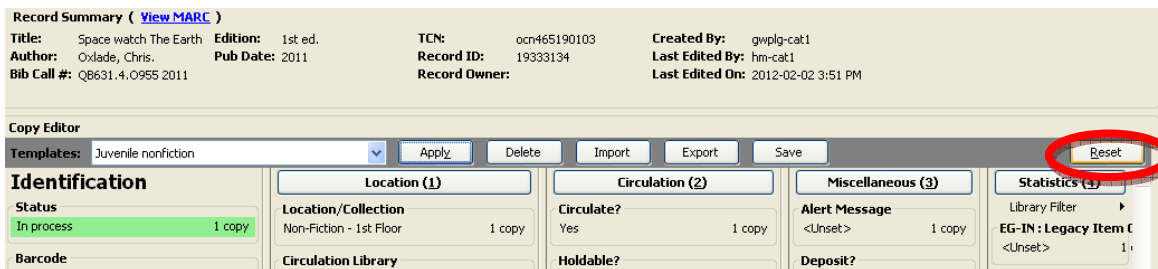 Record Summary ( View MARC )
Title: Space watch The Earth Edition: 1st ed. TCN: ocn465190103 Created By: gwplg-cat1
Author: Oxlade, Chris. Pub Date: 2011 Record ID: 19333134 Last Edited By: hm-cat1
Bib Call #: QB631.4.O955 2011 Record Owner: Last Edited On: 2012-02-02 3:51 PM
Copy Editor
Templates: Juvenile nonfiction Apply Delete Import Export Save Reset
Identification Location (1) Circulation (2) Miscellaneous (3) Statistics (4)
Status Location/Collection Circulate? Alert Message Library Filter
In process 1 copy Non-Fiction - 1st Floor 1 copy Yes 1 copy <Unset> 1 copy EG-IN : Legacy Item
<Unset> 1
Barcode Circulation Library Holdable? Deposit?